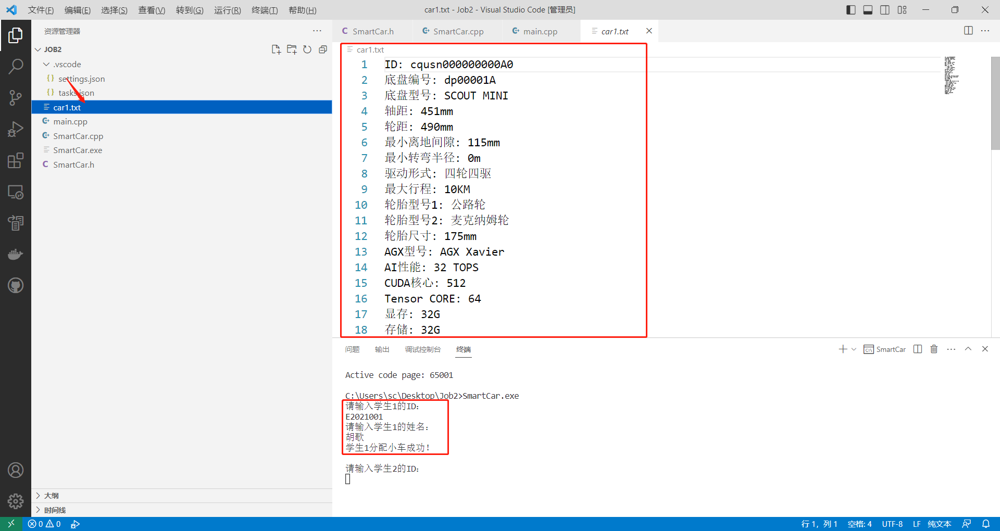 文件(F) 编辑(E) 选择(S) 查看(V) 转到(G) 运行(R) 终端(T) 帮助(H) car1.txt - Job2 - Visual Studio Code [管理员]
资源管理器
JOB2
.vscode
settings.json
tasks.json
car1.txt
main.cpp
SmartCar.cpp
SmartCar.exe
SmartCar.h
大纲
时间线
SmartCar.h SmartCar.cpp main.cpp car1.txt
car1.txt
1 ID: cqusn000000000A0
2 底盘编号: dp00001A
3 底盘型号: SCOUT MINI
4 轴距: 451mm
5 轮距: 490mm
6 最小离地间隙: 115mm
7 最小转弯半径: 0m
8 驱动形式: 四轮四驱
9 最大行程: 10KM
10 轮胎型号1: 公路轮
11 轮胎型号2: 麦克纳姆轮
12 轮胎尺寸: 175mm
13 AGX型号: AGX Xavier
14 AI性能: 32 TOPS
15 CUDA核心: 512
16 Tensor CORE: 64
17 显存: 32G
18 存储: 32G
问题 输出 调试控制台 终端 SmartCar
Active code page: 65001
C:\Users\sc\Desktop\Job2>SmartCar.exe
请输入学生1的ID:
E2021001
请输入学生1的姓名:
胡歌
学生1分配小车成功!
请输入学生2的ID:
0 0 行 1, 列 1 空格: 4 UTF-8 LF 纯文本